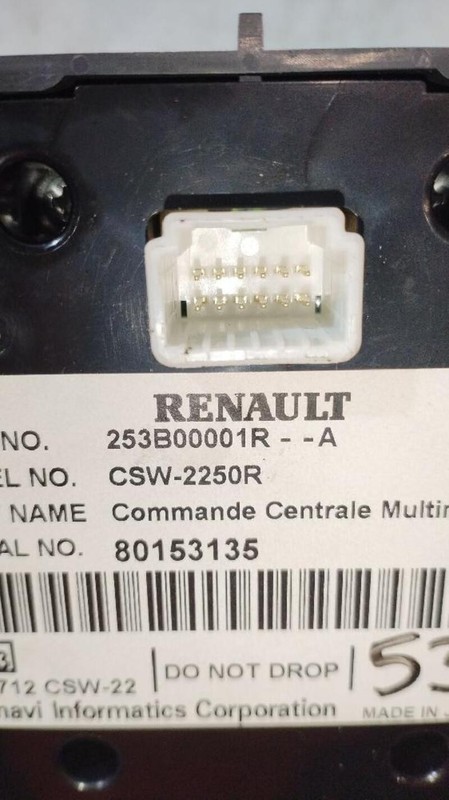 RENAULT
NO. 253B00001R - -A
EL NO. CSW-2250R
NAME Commande Centrale Multim
AL NO. 80153135
DO NOT DROP
53
712 CSW-22
navi Informatics Corporation
MADE IN J